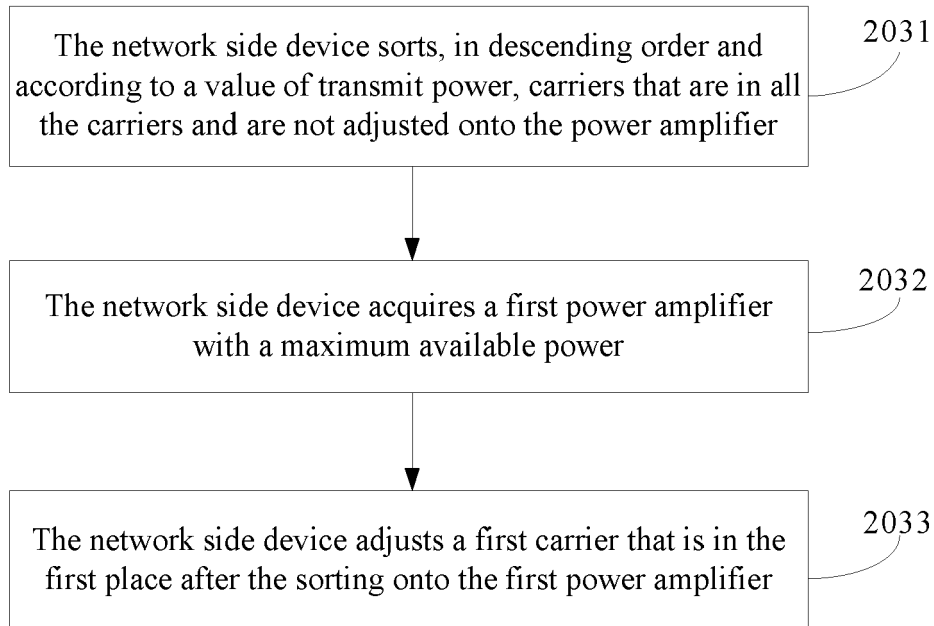 2031
The network side device sorts, in descending order and
according to a value of transmit power, carriers that are in all
the carriers and are not adjusted onto the power amplifier
2032
The network side device acquires a first power amplifier
with a maximum available power
2033
The network side device adjusts a first carrier that is in the
first place after the sorting onto the first power amplifier